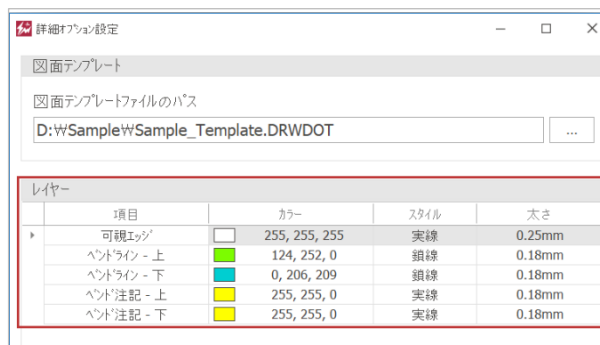 詳細ｵﾌﾟｼｮﾝ設定
図面ﾃﾝﾌﾟﾚｰﾄ
図面ﾃﾝﾌﾟﾚｰﾄﾌｧｲﾙのﾊﾟｽ
D:₩Sample₩Sample_Template.DRWDOT ...
レイヤー
項目 ｶﾗｰ ｽﾀｲﾙ 太さ
可視ｴｯｼﾞ 255, 255, 255 実線 0.25mm
ﾍﾞﾝﾄﾞﾗｲﾝ - 上 124, 252, 0 鎖線 0.18mm
ﾍﾞﾝﾄﾞﾗｲﾝ - 下 0, 206, 209 鎖線 0.18mm
ﾍﾞﾝﾄﾞ注記 - 上 255, 255, 0 実線 0.18mm
ﾍﾞﾝﾄﾞ注記 - 下 255, 255, 0 実線 0.18mm